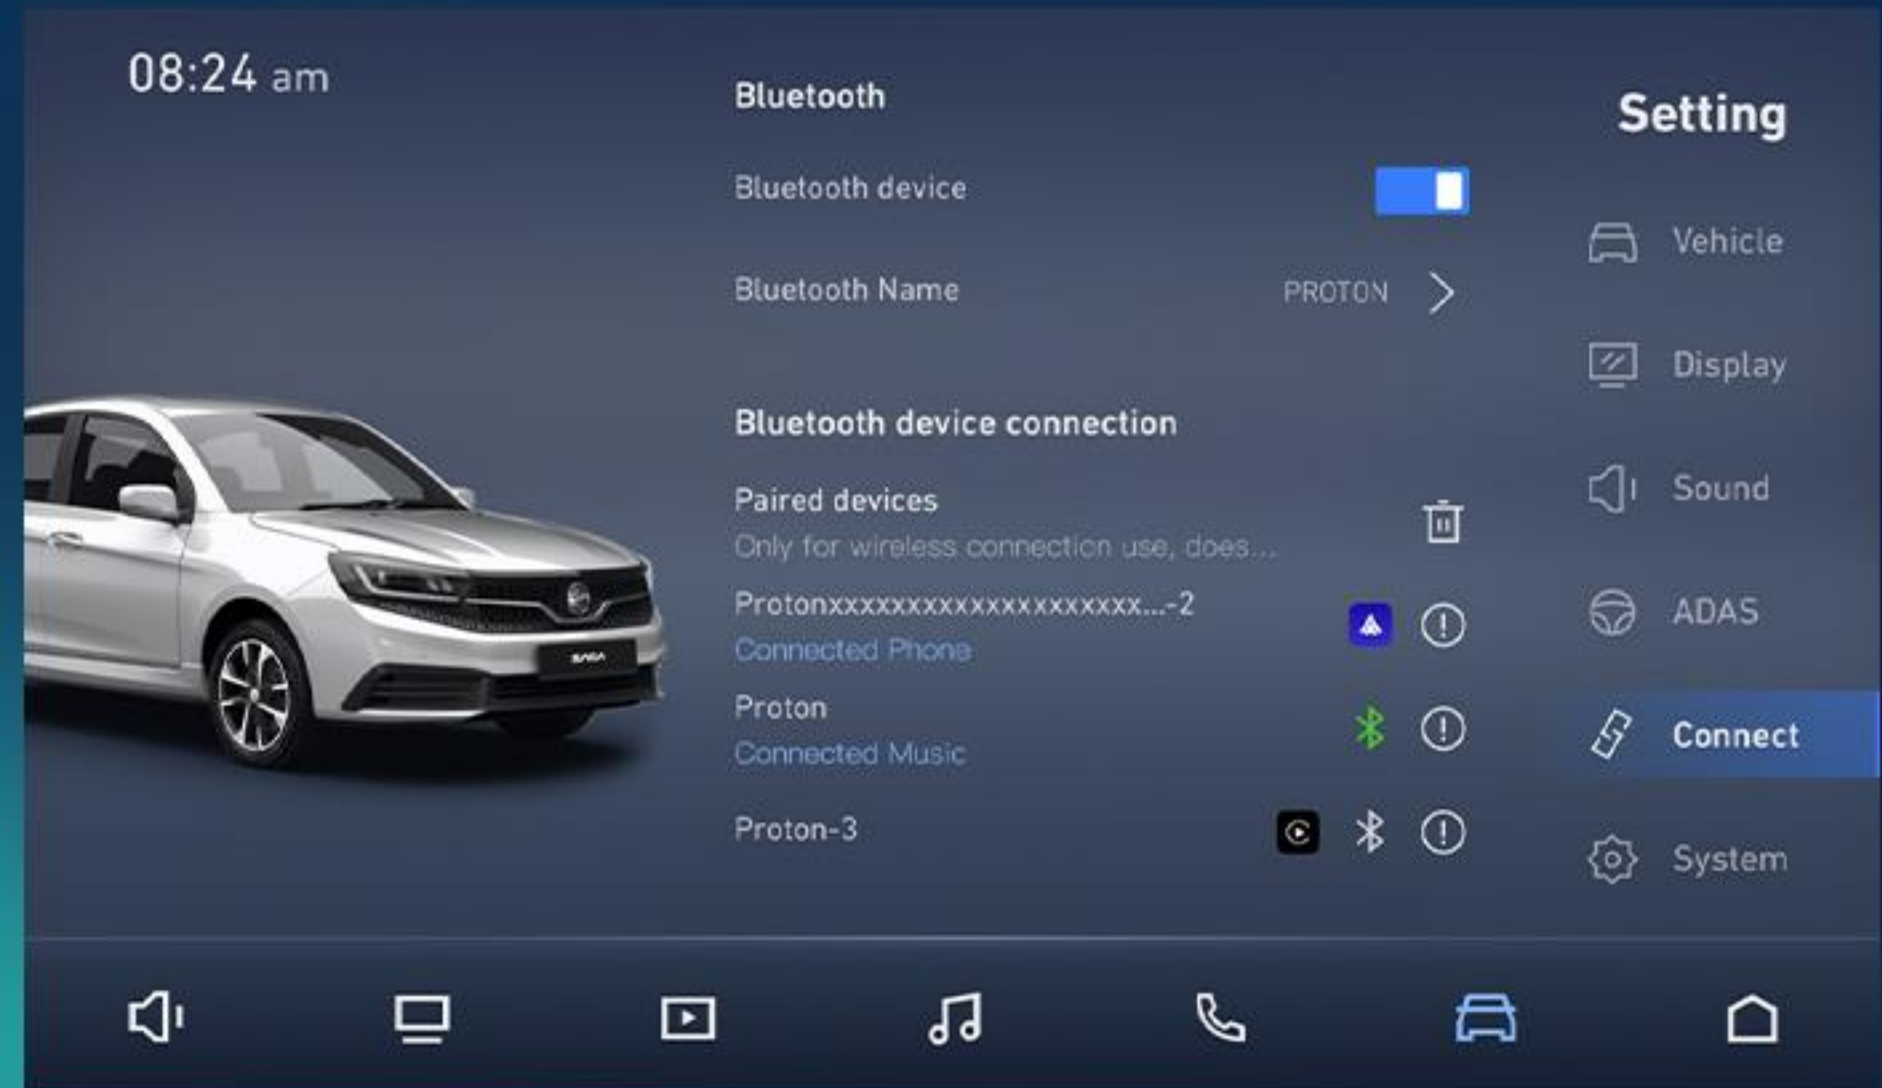 08:24 am
Bluetooth
Bluetooth device
Bluetooth Name PROTON
Bluetooth device connection
Paired devices
Only for wireless connection use, does...
Protonxxxxxxxxxxxxxxxxxxxx...-2
Connected Phone
Proton
Connected Music
Proton-3
SAGA
Setting
Vehicle
Display
Sound
ADAS
Connect
System